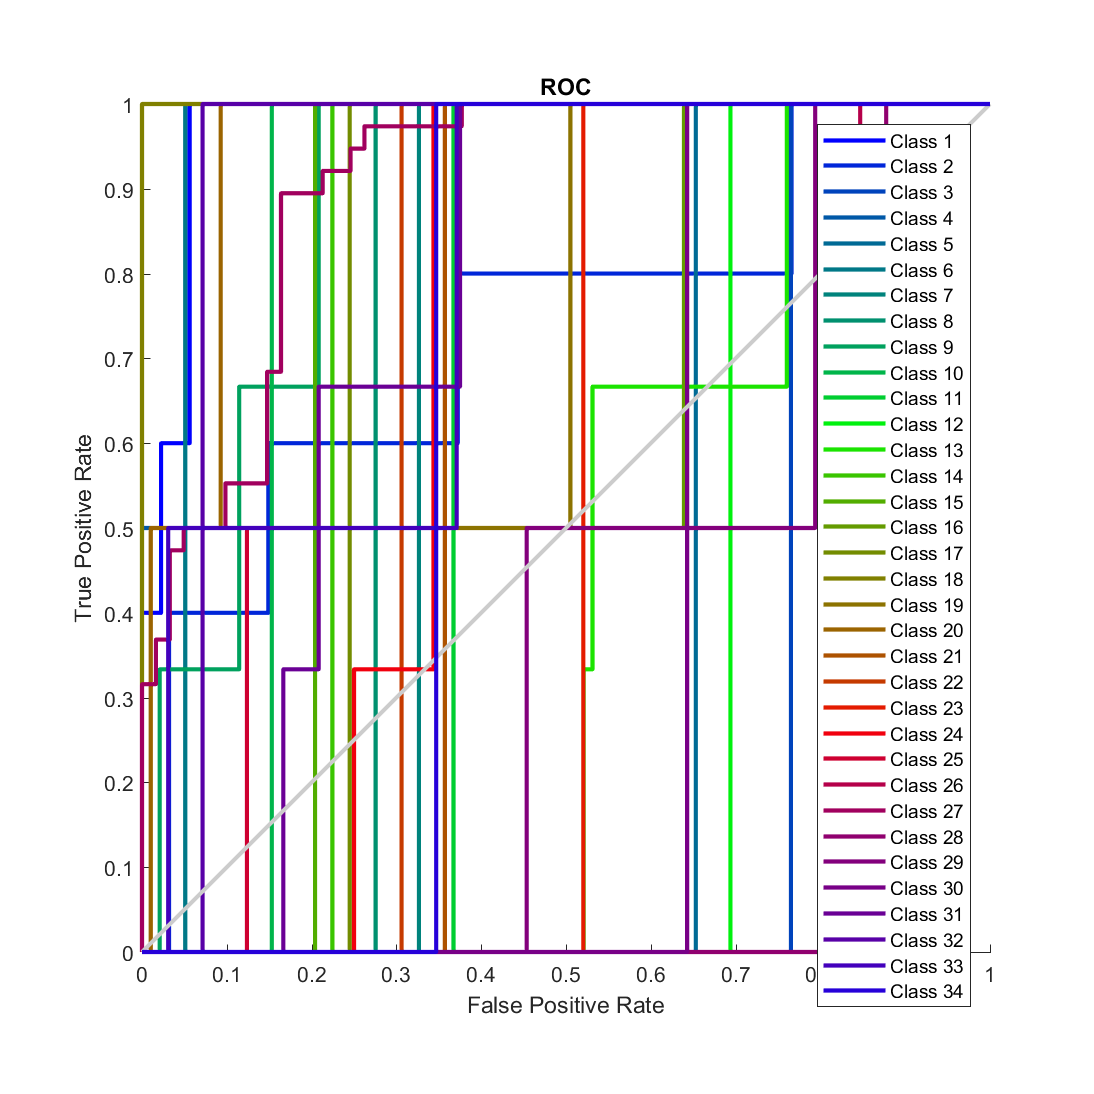 ROC
1
0.9
0.8
0.7
0.6
0.5
0.4
0.3
0.2
0.1
0
True Positive Rate
0 0.1 0.2 0.3 0.4 0.5 0.6 0.7 0 1
False Positive Rate
Class 1
Class 2
Class 3
Class 4
Class 5
Class 6
Class 7
Class 8
Class 9
Class 10
Class 11
Class 12
Class 13
Class 14
Class 15
Class 16
Class 17
Class 18
Class 19
Class 20
Class 21
Class 22
Class 23
Class 24
Class 25
Class 26
Class 27
Class 28
Class 29
Class 30
Class 31
Class 32
Class 33
Class 34